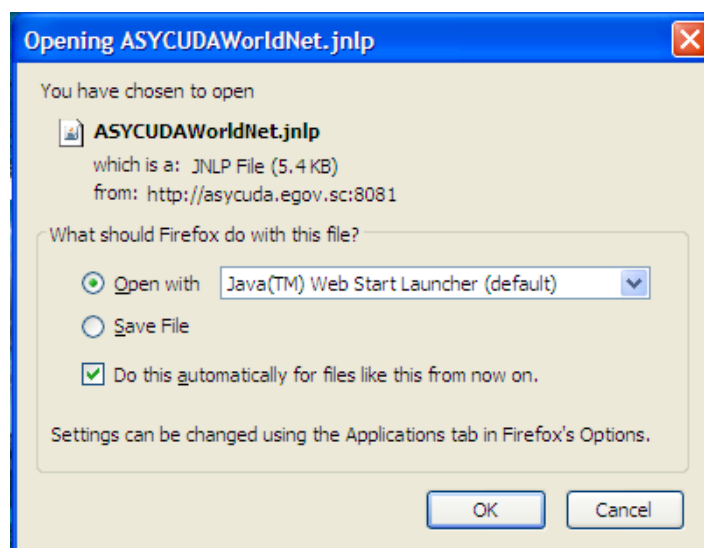 Opening ASYCUDAWorldNet.jnlp
You have chosen to open
ASYCUDAWorldNet.jnlp
which is a: JNLP File (5.4 KB)
from: http://asycuda.egov.sc:8081
What should Firefox do with this file?
Open with Java(TM) Web Start Launcher (default)
Save File
Do this automatically for files like this from now on.
Settings can be changed using the Applications tab in Firefox's Options.
OK Cancel